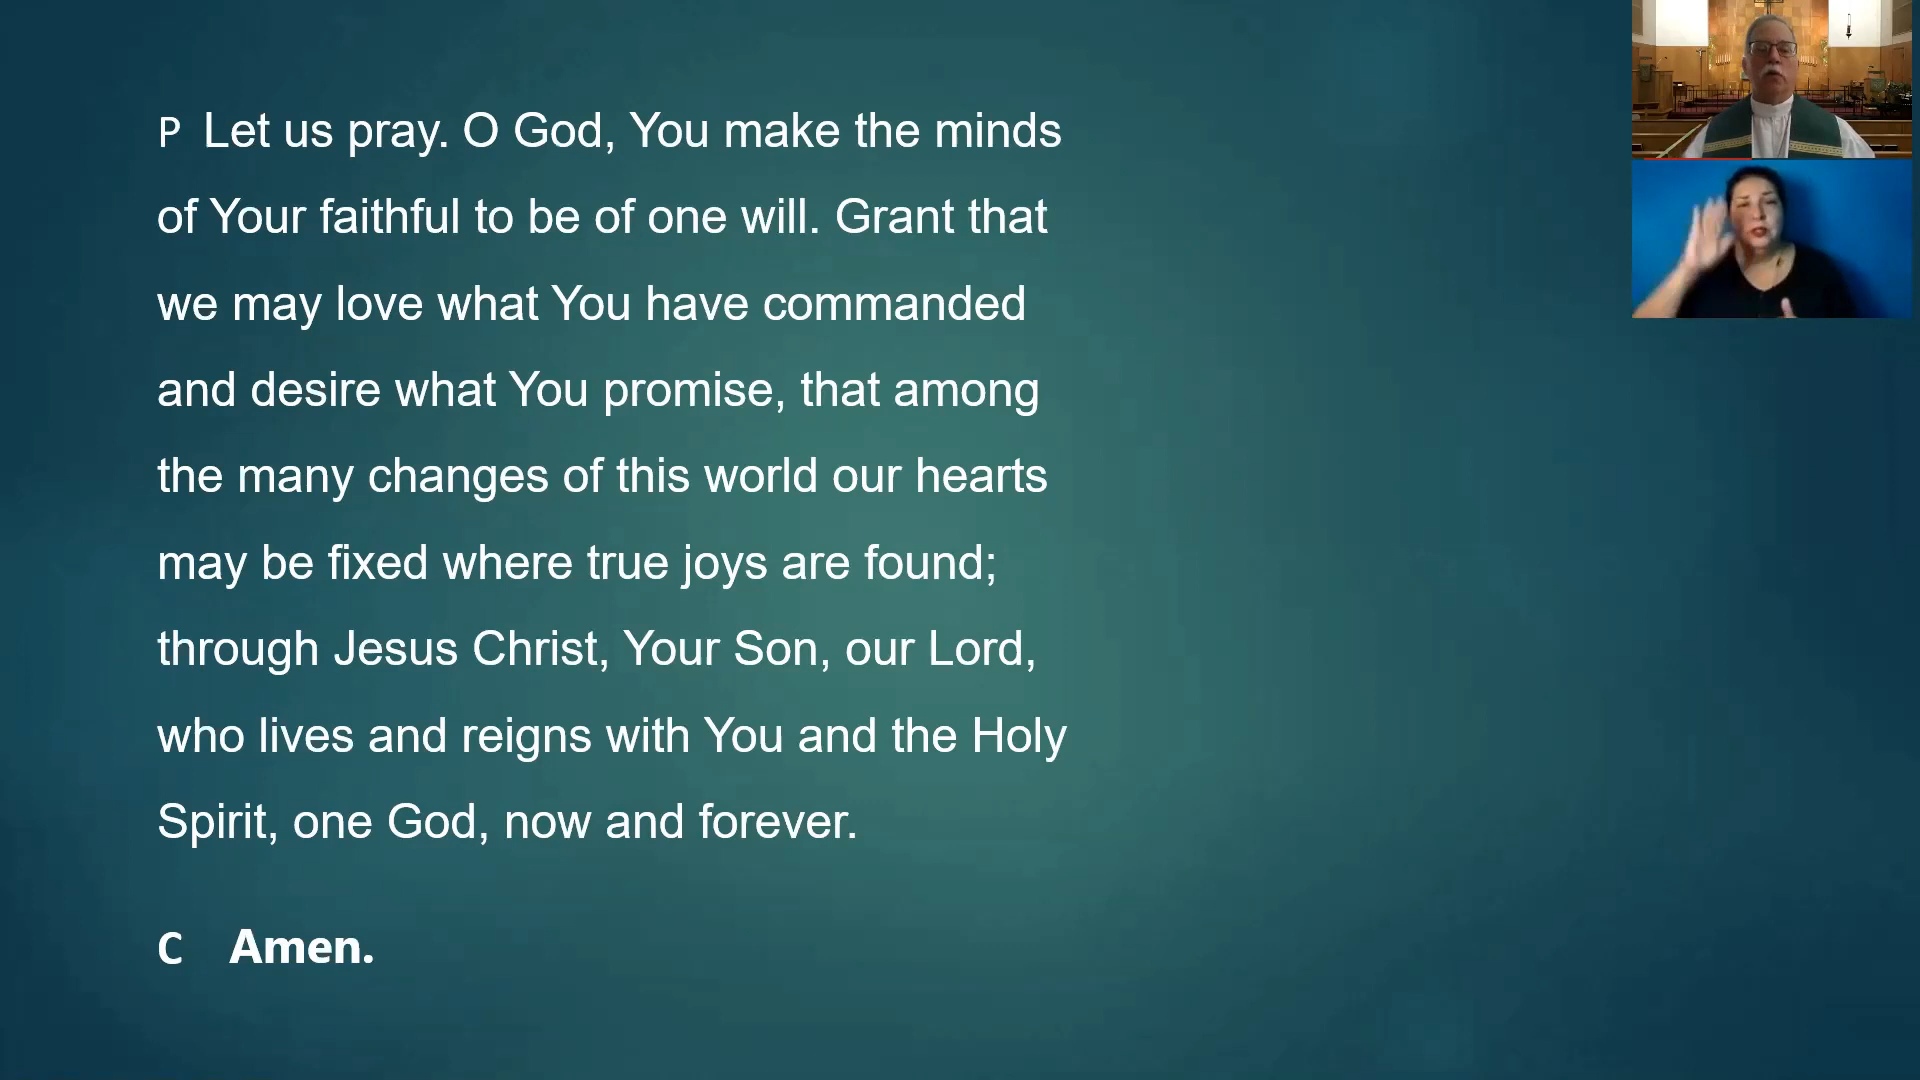 P Let us pray. O God, You make the minds
of Your faithful to be of one will. Grant that
we may love what You have commanded
and desire what You promise, that among
the many changes of this world our hearts
may be fixed where true joys are found;
through Jesus Christ, Your Son, our Lord,
who lives and reigns with You and the Holy
Spirit, one God, now and forever.
C Amen.